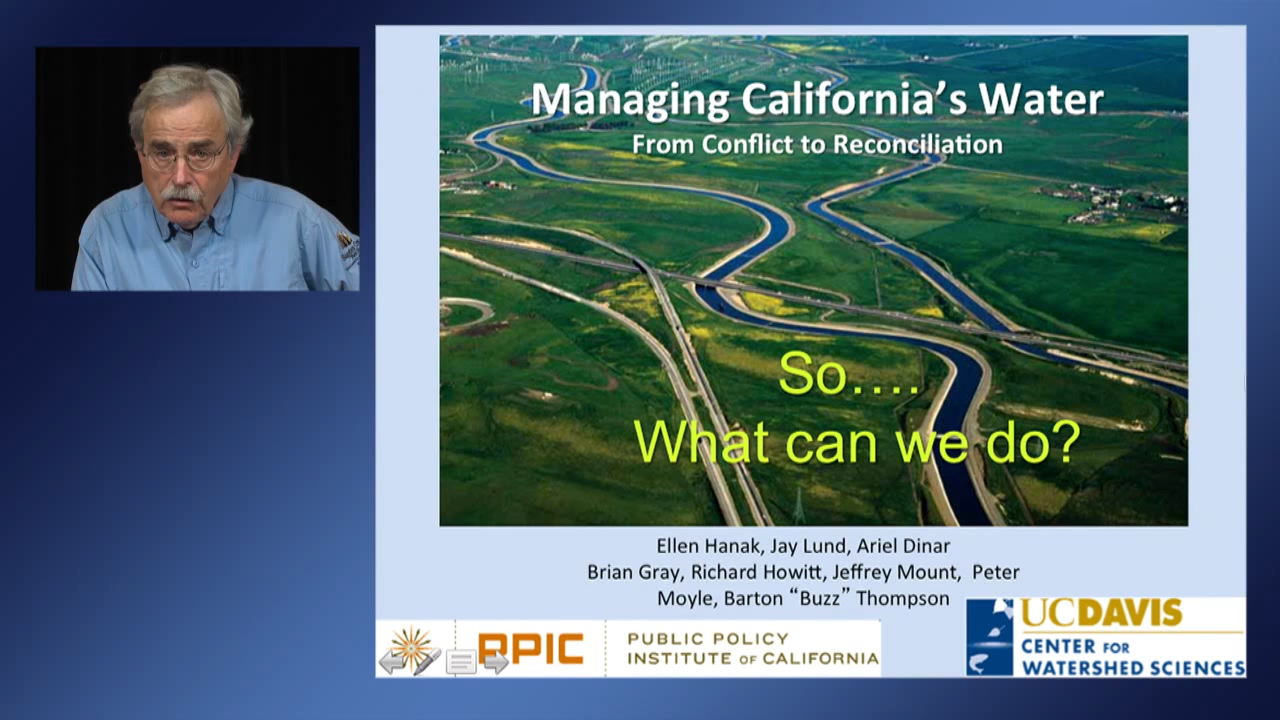 Managing California's Water
From Conflict to Reconciliation
So....
What can we do?
Ellen Hanak, Jay Lund, Ariel Dinar
Brian Gray, Richard Howitt, Jeffrey Mount, Peter
Moyle, Barton “Buzz” Thompson
PPIC
PUBLIC POLICY
INSTITUTE OF CALIFORNIA
UCDAVIS
CENTER FOR
WATERSHED SCIENCES